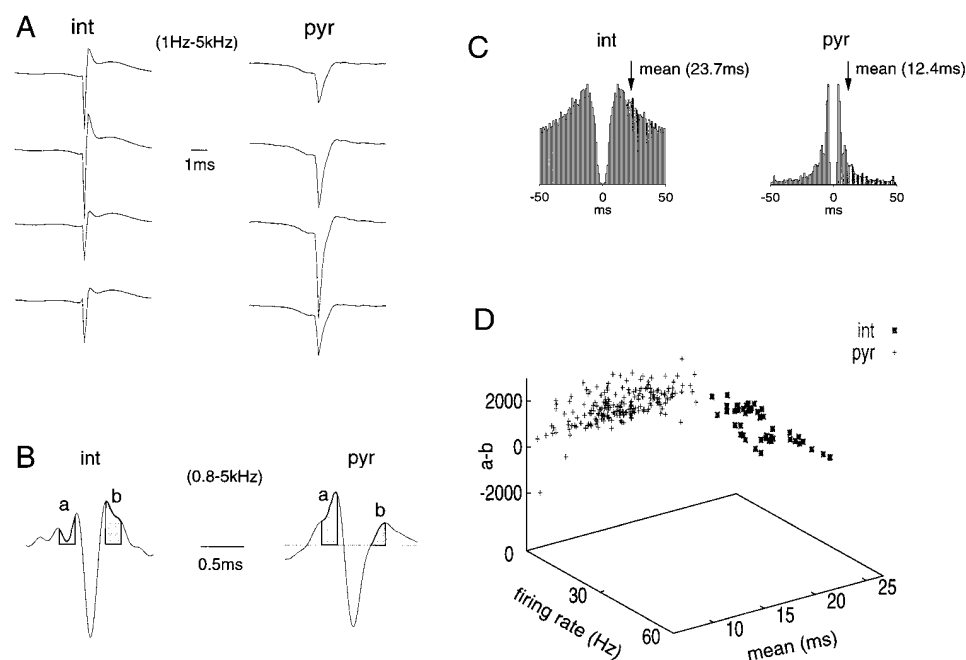 A
int
(1Hz-5kHz)
pyr
1ms
B
int
(0.8-5kHz)
pyr
a
b
a
b
0.5ms
C
int
pyr
mean (23.7ms)
mean (12.4ms)
-50
0
50
ms
-50
0
50
ms
D
int
pyr
2000
0
-2000
a-b
0
30
60
firing rate (Hz)
10
15
20
25
mean (ms)